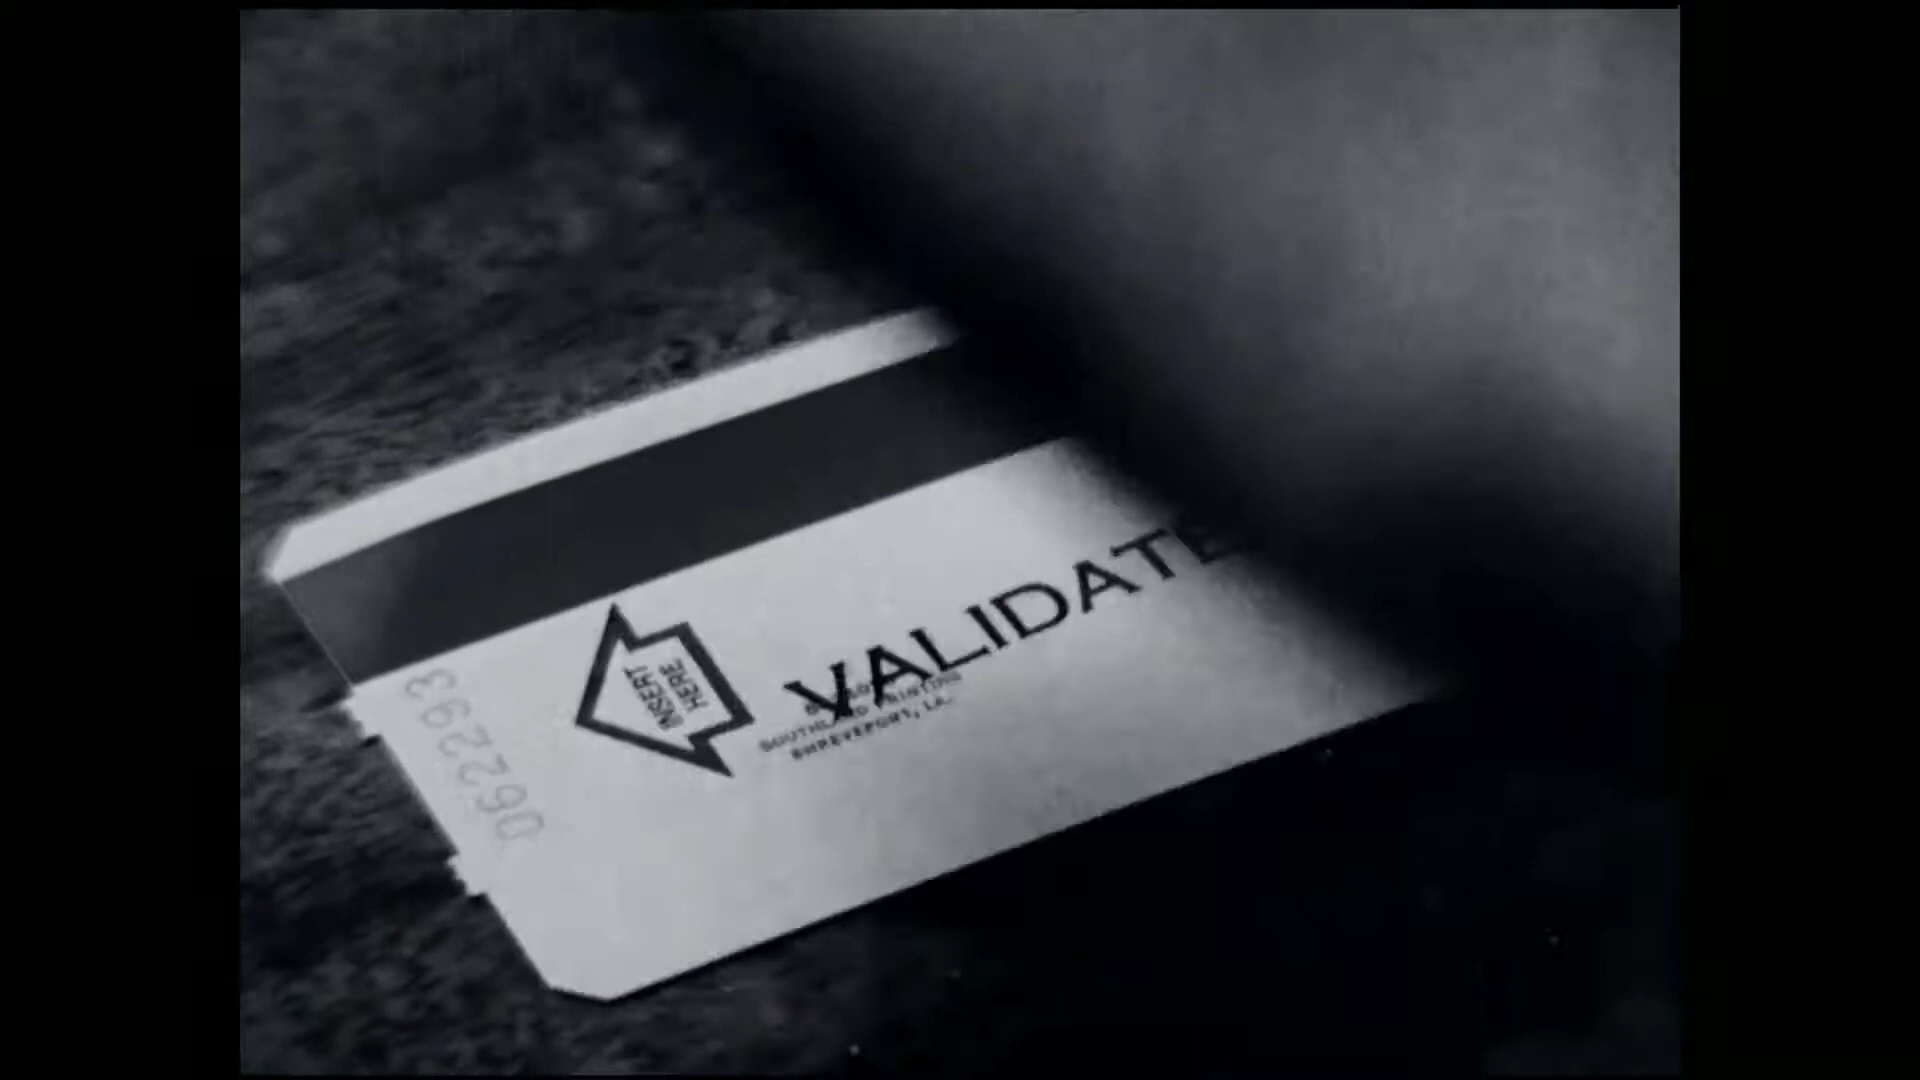 VALIDATE
INSERT
HERE
SOUTHLAND PRINTING
SHREVEPORT, LA.
062293